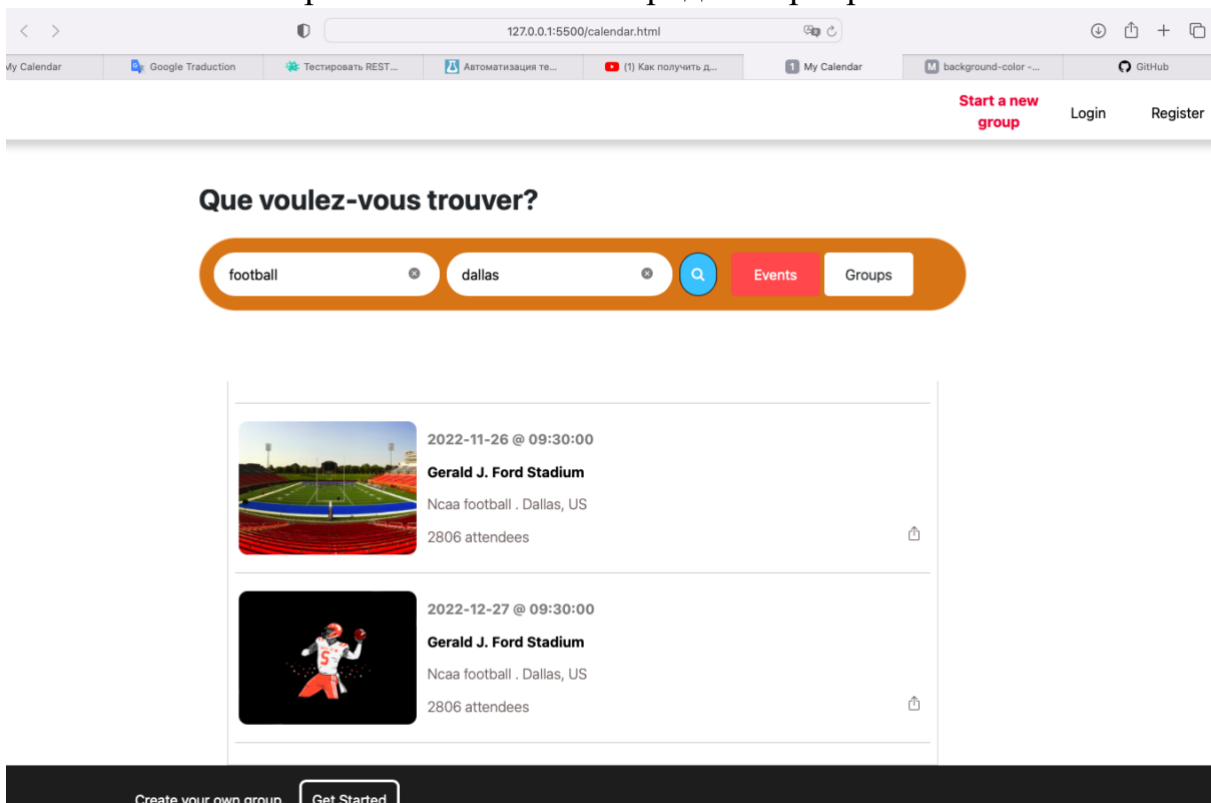 127.0.0.1:5500/calendar.html
My Calendar
Google Traduction
Тестировать REST...
Автоматизация те...
(1) Как получить д...
1 My Calendar
M background-color -...
GitHub
Start a new
group
Login
Register
Que voulez-vous trouver?
football
dallas
Events
Groups
2022-11-26 @ 09:30:00
Gerald J. Ford Stadium
Ncaa football . Dallas, US
2806 attendees
2022-12-27 @ 09:30:00
Gerald J. Ford Stadium
Ncaa football . Dallas, US
2806 attendees
Create your own group
Get Started